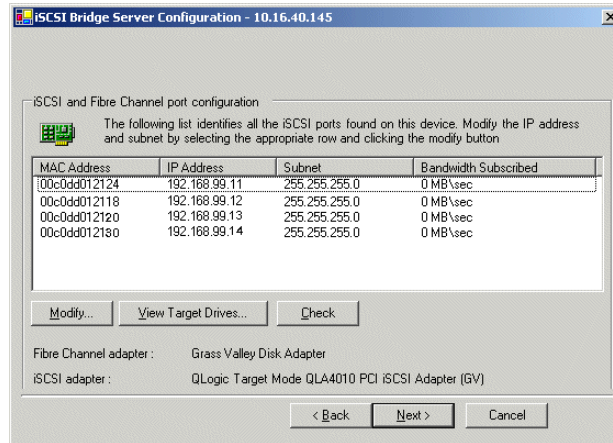 iSCSI Bridge Server Configuration - 10.16.40.145
iSCSI and Fibre Channel port configuration
The following list identifies all the iSCSI ports found on this device. Modify the IP address
and subnet by selecting the appropriate row and clicking the modify button
MAC Address IP Address Subnet Bandwidth Subscribed
00c0dd012124 192.168.99.11 255.255.255.0 0 MB\sec
00c0dd012118 192.168.99.12 255.255.255.0 0 MB\sec
00c0dd012120 192.168.99.13 255.255.255.0 0 MB\sec
00c0dd012130 192.168.99.14 255.255.255.0 0 MB\sec
Modify... View Target Drives... Check
Fibre Channel adapter : Grass Valley Disk Adapter
iSCSI adapter : QLogic Target Mode QLA4010 PCI iSCSI Adapter (GV)
< Back Next > Cancel